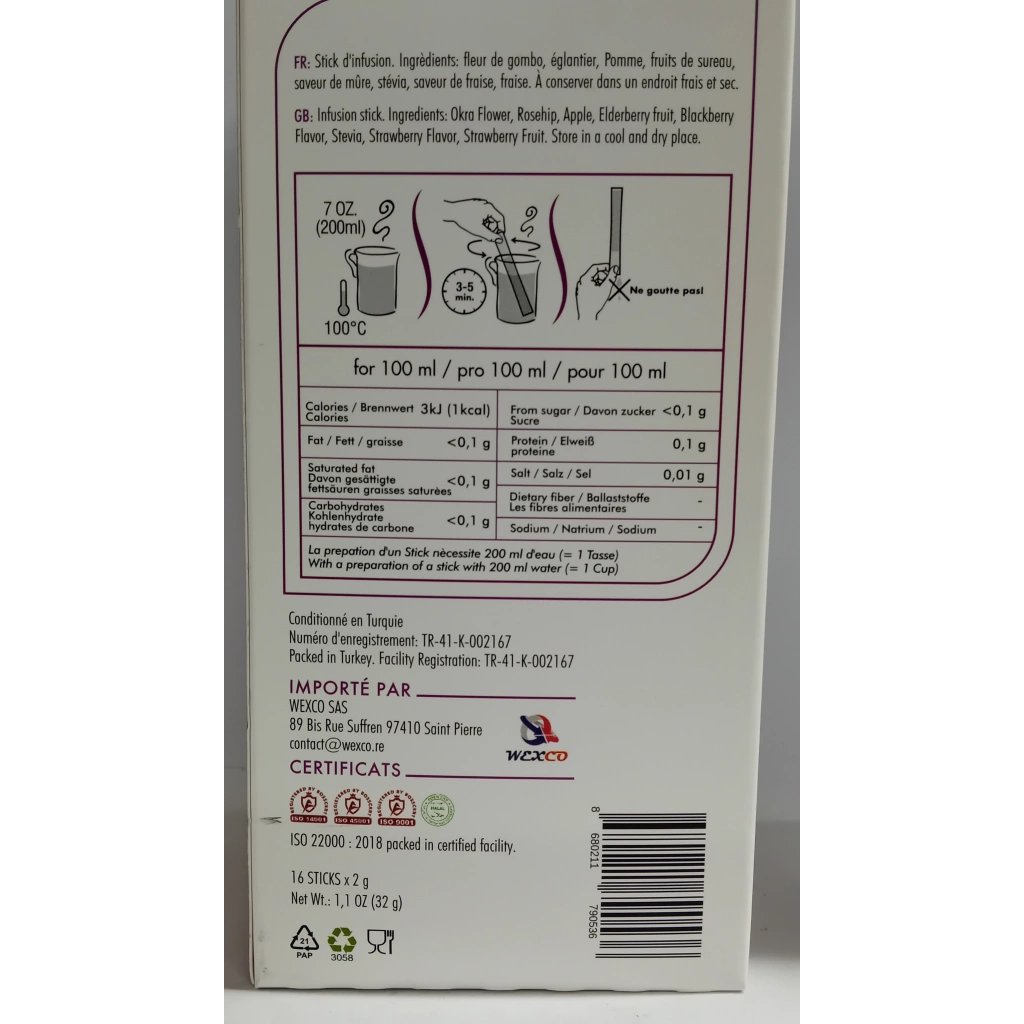 FR: Stick d'infusion. Ingrèdients: fleur de gombo, églantier, Pomme, fruits de sureau,
saveur de mûre, stévia, saveur de fraise, fraise. À conserver dans un endroit frais et sec.
GB: Infusion stick. Ingredients: Okra Flower, Rosehip, Apple, Elderberry fruit, Blackberry
Flavor, Stevia, Strawberry Flavor, Strawberry Fruit. Store in a cool and dry place.
7 OZ.
(200ml)
100°C
3-5
min.
Ne goutte pas!
for 100 ml / pro 100 ml / pour 100 ml
Calories / Brennwert 3kJ (1kcal)
Calories
Fat / Fett / graisse <0,1 g
Saturated fat
Davon gesättigte <0,1 g
fettsäuren graisses saturèes
Carbohydrates
Kohlenhydrate <0,1 g
hydrates de carbone
From sugar / Davon zucker <0,1 g
Sucre
Protein / Elweiß 0,1 g
proteine
Salt / Salz / Sel 0,01 g
Dietary fiber / Ballaststoffe -
Les fibres alimentaires
Sodium / Natrium / Sodium -
La prepation d'un Stick nècessite 200 ml d'eau (= 1 Tasse)
With a preparation of a stick with 200 ml water (= 1 Cup)
Conditionné en Turquie
Numéro d'enregistrement: TR-41-K-002167
Packed in Turkey. Facility Registration: TR-41-K-002167
IMPORTÉ PAR
WEXCO SAS
89 Bis Rue Suffren 97410 Saint Pierre
contact@wexco.re
WEXCO
CERTIFICATS
ISO 14001
ISO 45001
ISO 9001
HALAL
ISO 22000 : 2018 packed in certified facility.
16 STICKS x 2 g
Net Wt.: 1,1 OZ (32 g)
21
PAP
3058
8 680211 790536